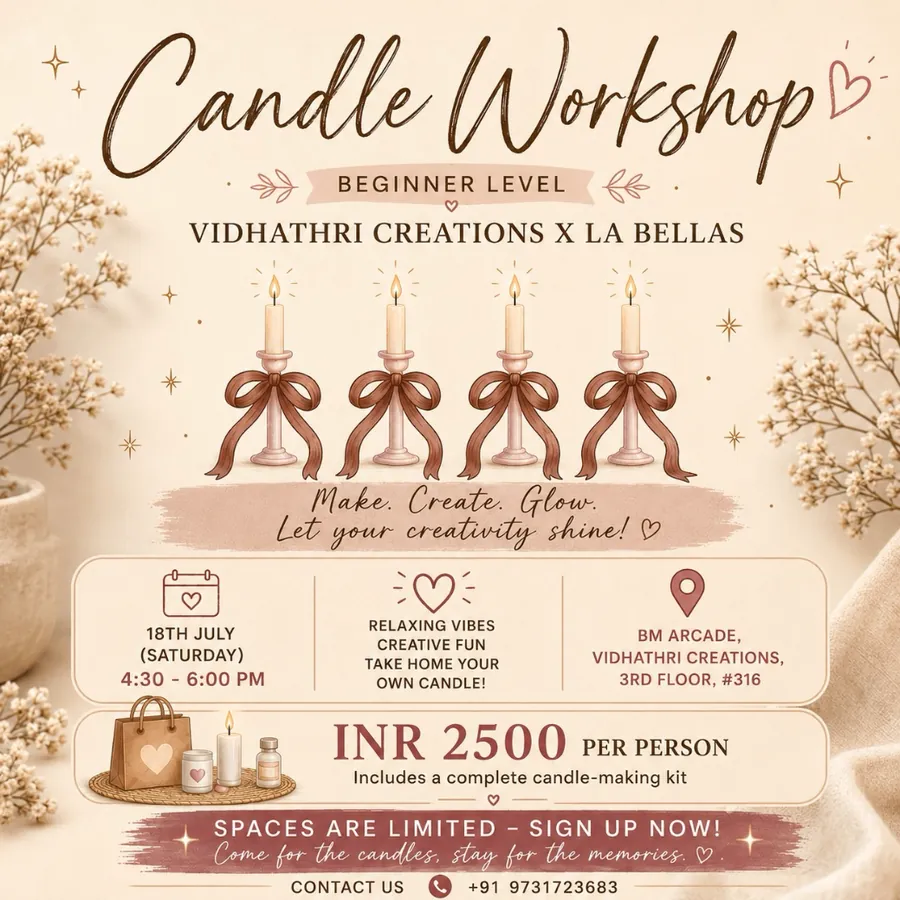 Candle Workshop
BEGINNER LEVEL
VIDHATHRI CREATIONS X LA BELLAS
Make. Create. Glow.
Let your creativity shine!
18TH JULY
(SATURDAY)
4:30 - 6:00 PM
RELAXING VIBES
CREATIVE FUN
TAKE HOME YOUR
OWN CANDLE!
BM ARCADE,
VIDHATHRI CREATIONS,
3RD FLOOR, #316
INR 2500 PER PERSON
Includes a complete candle-making kit
SPACES ARE LIMITED – SIGN UP NOW!
Come for the candles, stay for the memories.
CONTACT US +91 9731723683